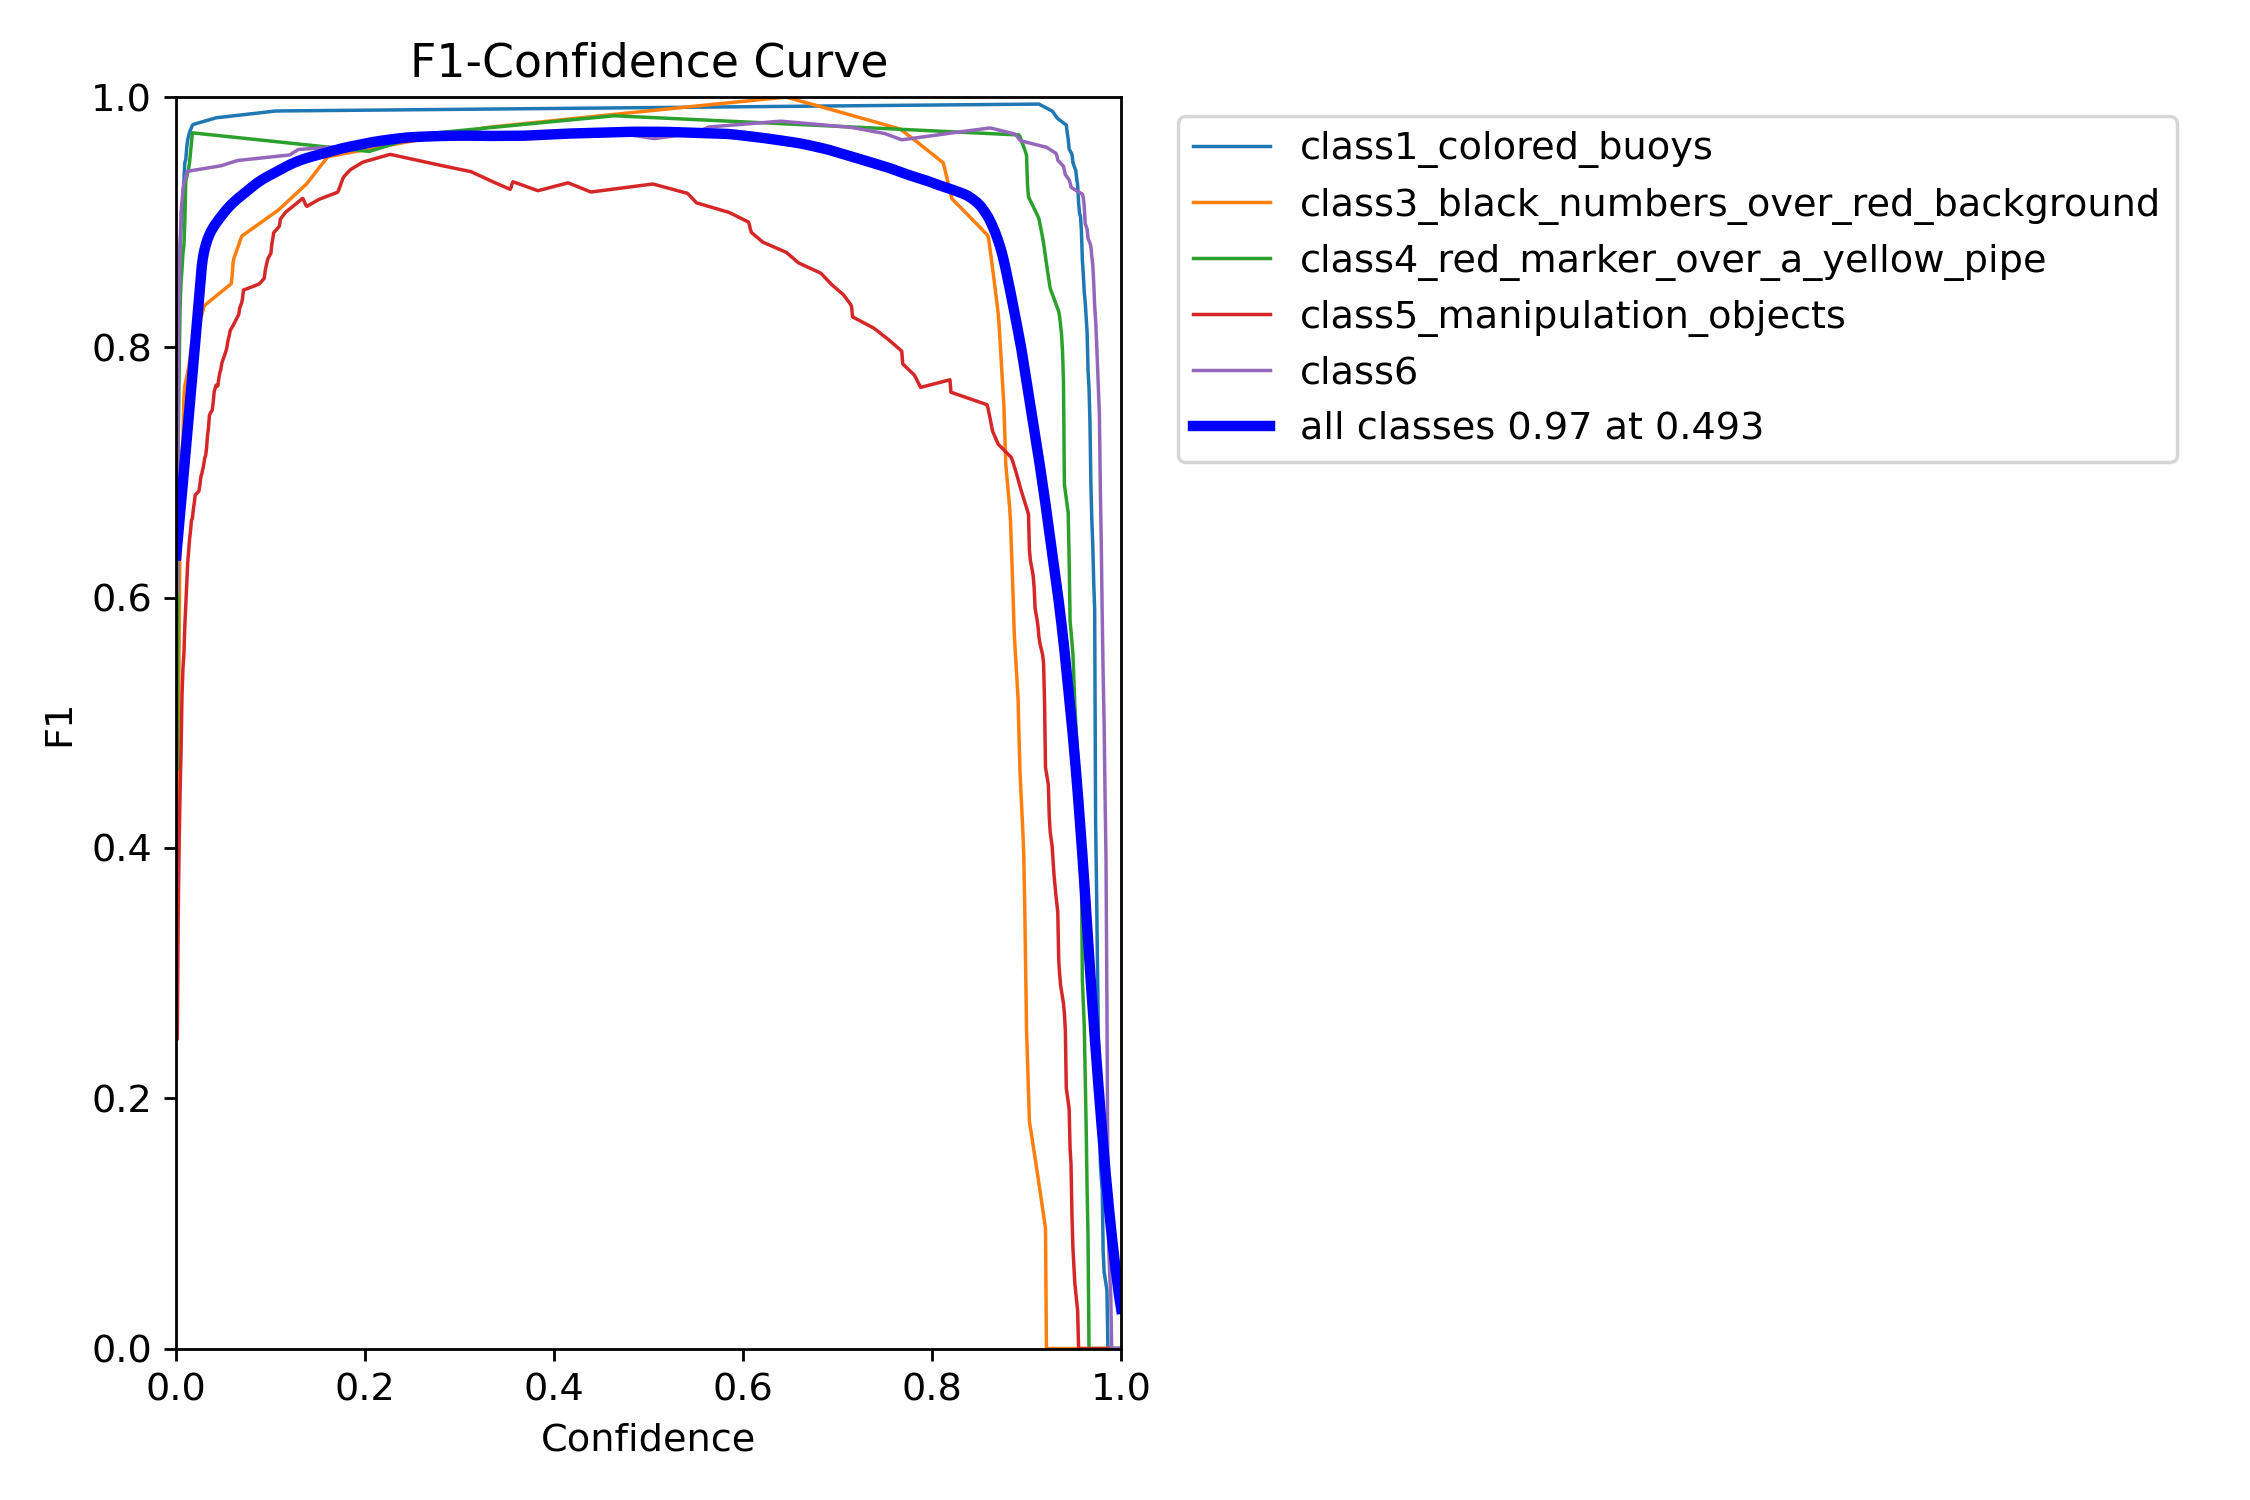 F1-Confidence Curve
1.0
0.8
0.6
0.4
0.2
0.0
F1
0.0 0.2 0.4 0.6 0.8 1.0
Confidence
class1_colored_buoys
class3_black_numbers_over_red_background
class4_red_marker_over_a_yellow_pipe
class5_manipulation_objects
class6
all classes 0.97 at 0.493